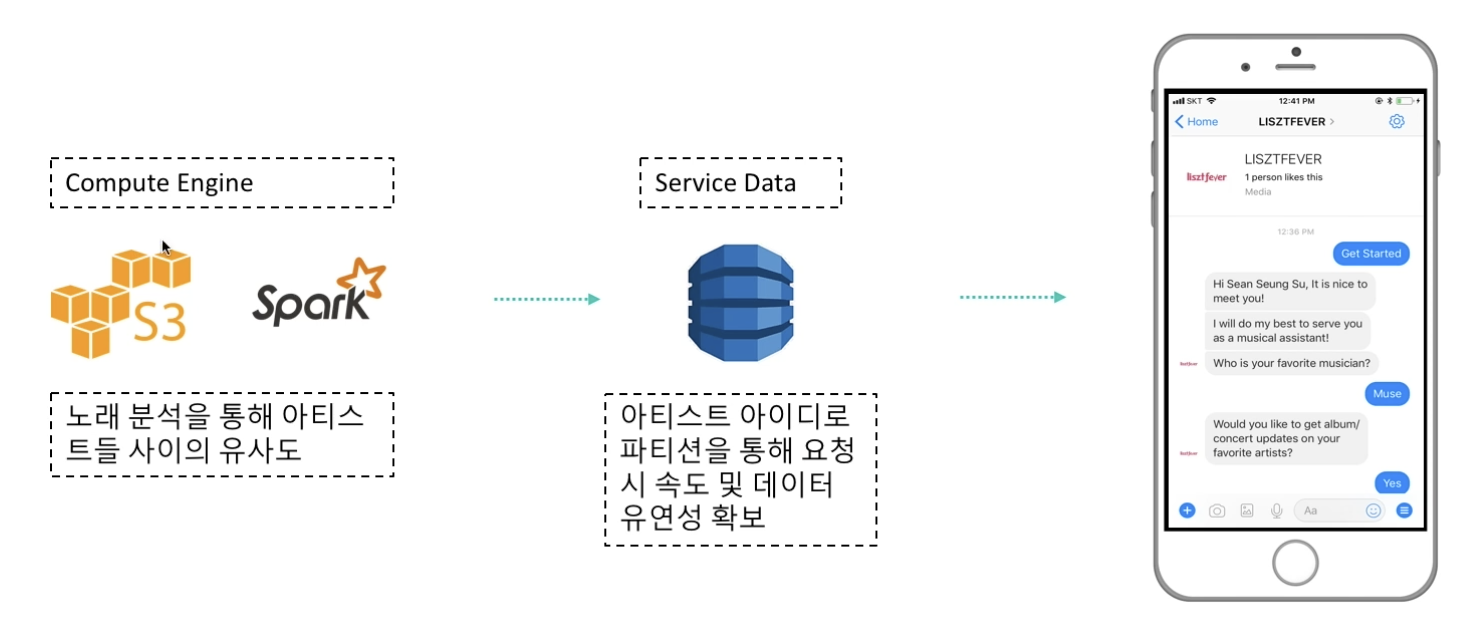 Compute Engine
S3
Spark
노래 분석을 통해 아티스
트들 사이의 유사도
Service Data
아티스트 아이디로
파티션을 통해 요청
시 속도 및 데이터
유연성 확보
SKT
12:41 PM
Home
LISZTFEVER >
lisztfever
LISZTFEVER
1 person likes this
Media
12:36 PM
Get Started
Hi Sean Seung Su, It is nice to
meet you!
I will do my best to serve you
as a musical assistant!
Who is your favorite musician?
Muse
Would you like to get album/
concert updates on your
favorite artists?
Yes
Aa